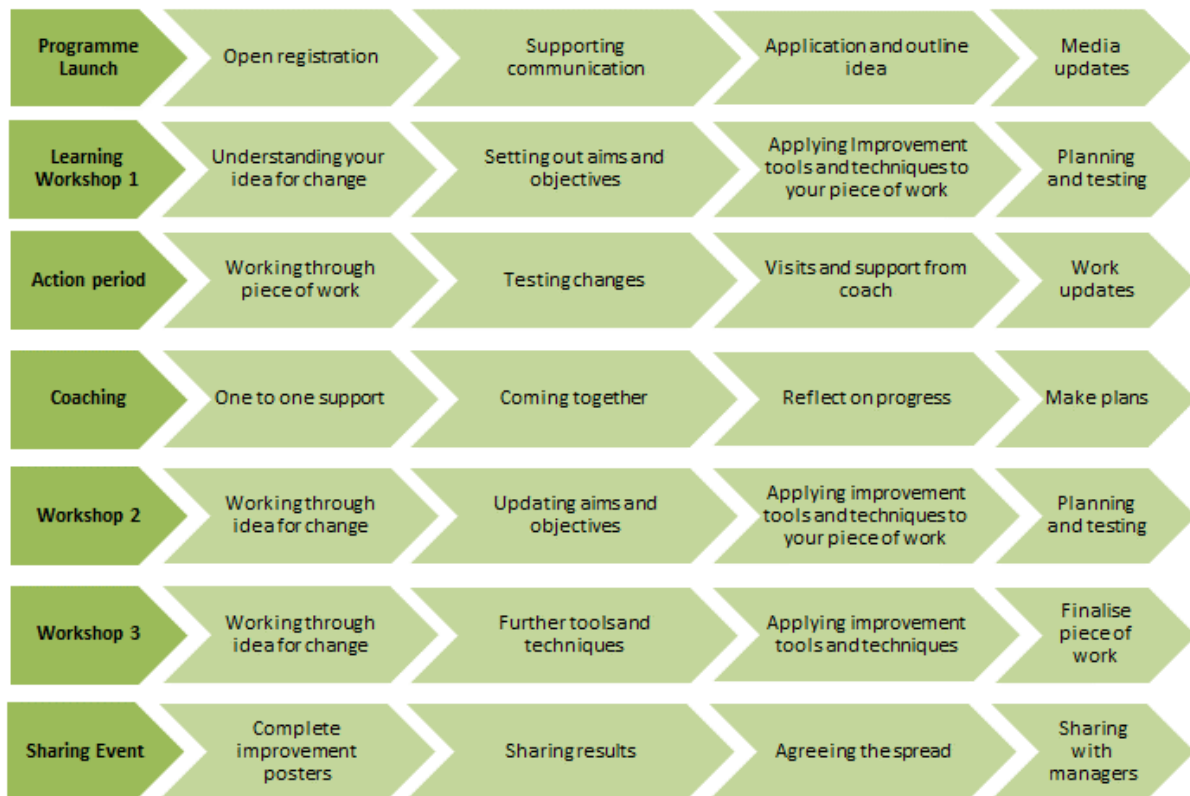 Programme
Launch
Open registration
Supporting
communication
Application and outline
idea
Media
updates
Learning
Workshop 1
Understanding your
idea for change
Setting out aims and
objectives
Applying Improvement
tools and techniques to
your piece of work
Planning
and testing
Action period
Working through
piece of work
Testing changes
Visits and support from
coach
Work
updates
Coaching
One to one support
Coming together
Reflect on progress
Make plans
Workshop 2
Working through
idea for change
Updating aims and
objectives
Applying improvement
tools and techniques to
your piece of work
Planning
and testing
Workshop 3
Working through
idea for change
Further tools and
techniques
Applying improvement
tools and techniques
Finalise
piece of
work
Sharing Event
Complete
improvement
posters
Sharing results
Agreeing the spread
Sharing
with
managers